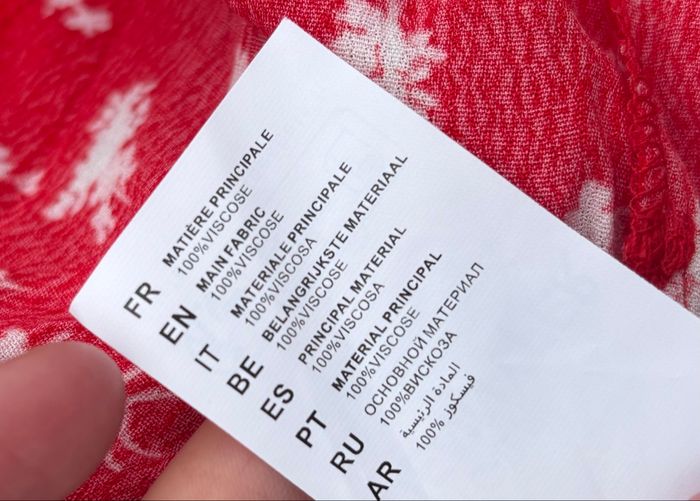 FR MATIÈRE PRINCIPALE
100%VISCOSE
EN MAIN FABRIC
100%VISCOSE
IT MATERIALE PRINCIPALE
100%VISCOSA
BE BELANGRIJKSTE MATERIAAL
100%VISCOSE
ES PRINCIPAL MATERIAL
100%VISCOSA
PT MATERIAL PRINCIPAL
100%VISCOSE
RU ОСНОВНОЙ МАТЕРИАЛ
100%ВИСКОЗА
AR المادة الرئيسية
100% فيسكوز